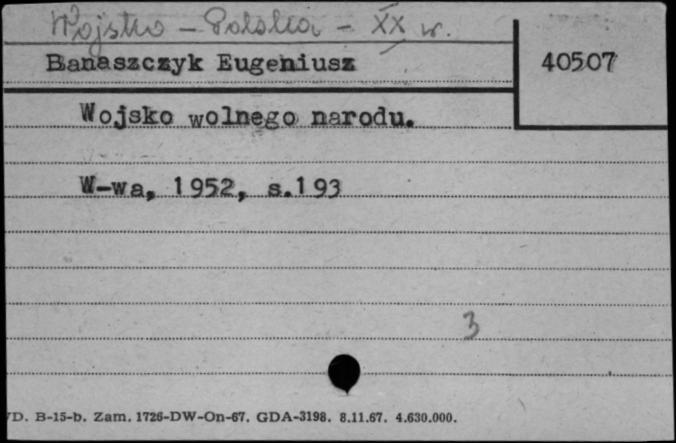 Wojsko - Polska - XX w.
Banaszczyk Eugeniusz
40507
Wojsko wolnego narodu.
W-wa, 1952, s.193
3
D. B-15-b. Zam. 1726-DW-On-67. GDA-3198. 8.11.67. 4.630.000.